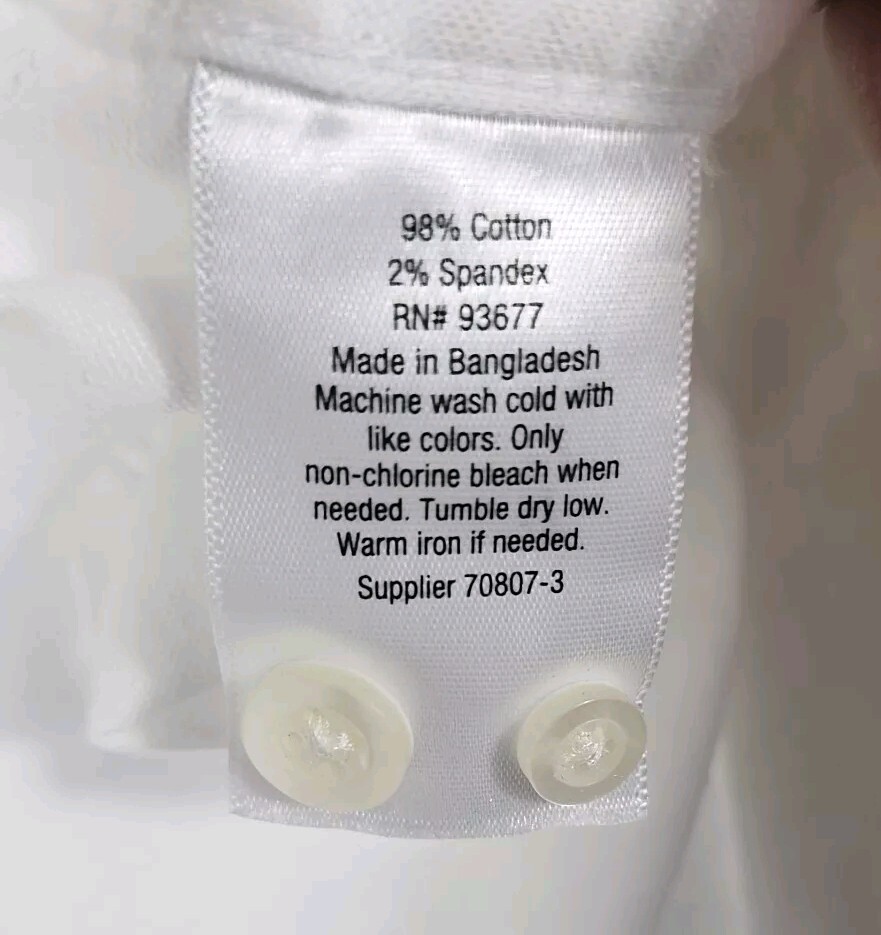 98% Cotton
2% Spandex
RN# 93677
Made in Bangladesh
Machine wash cold with
like colors. Only
non-chlorine bleach when
needed. Tumble dry low.
Warm iron if needed.
Supplier 70807-3